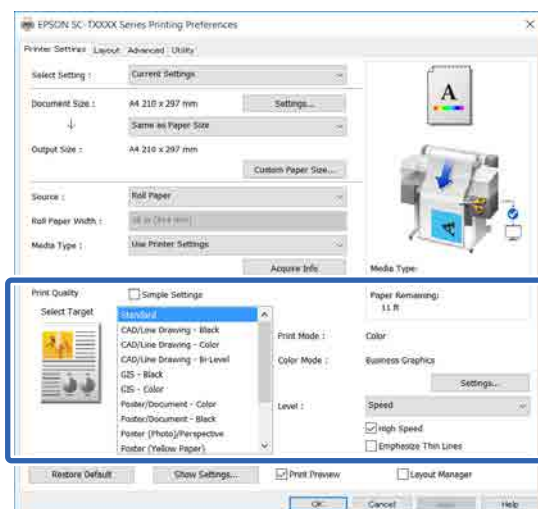 EPSON SC-TXXXX Series Printing Preferences
Printer Settings Layout Advanced Utility
Select Setting : Current Settings
Document Size : A4 210 x 297 mm Settings...
Same as Paper Size
Output Size : A4 210 x 297 mm
Custom Paper Size...
Source : Roll Paper
Roll Paper Width :
Media Type : Use Printer Settings
Acquire Info
Media Type:
Print Quality Simple Settings
Paper Remaining:
11 ft
Select Target
Standard
CAD/Line Drawing - Black
CAD/Line Drawing - Color
CAD/Line Drawing - Bi-Level
GIS - Black
GIS - Color
Poster/Document - Color
Poster/Document - Black
Poster (Photo)/Perspective
Poster (Yellow Paper)
Print Mode : Color
Color Mode : Business Graphics
Settings...
Level : Speed
High Speed
Emphasize Thin Lines
Restore Default Show Settings... Print Preview Layout Manager
OK Cancel Help
A